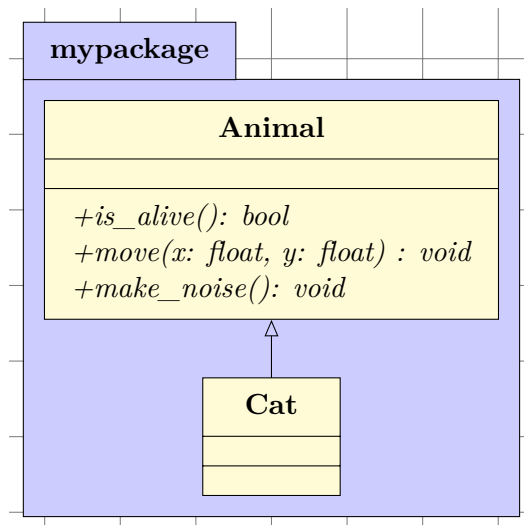 mypackage
Animal
+is_alive(): bool
+move(x: float, y: float) : void
+make_noise(): void
Cat